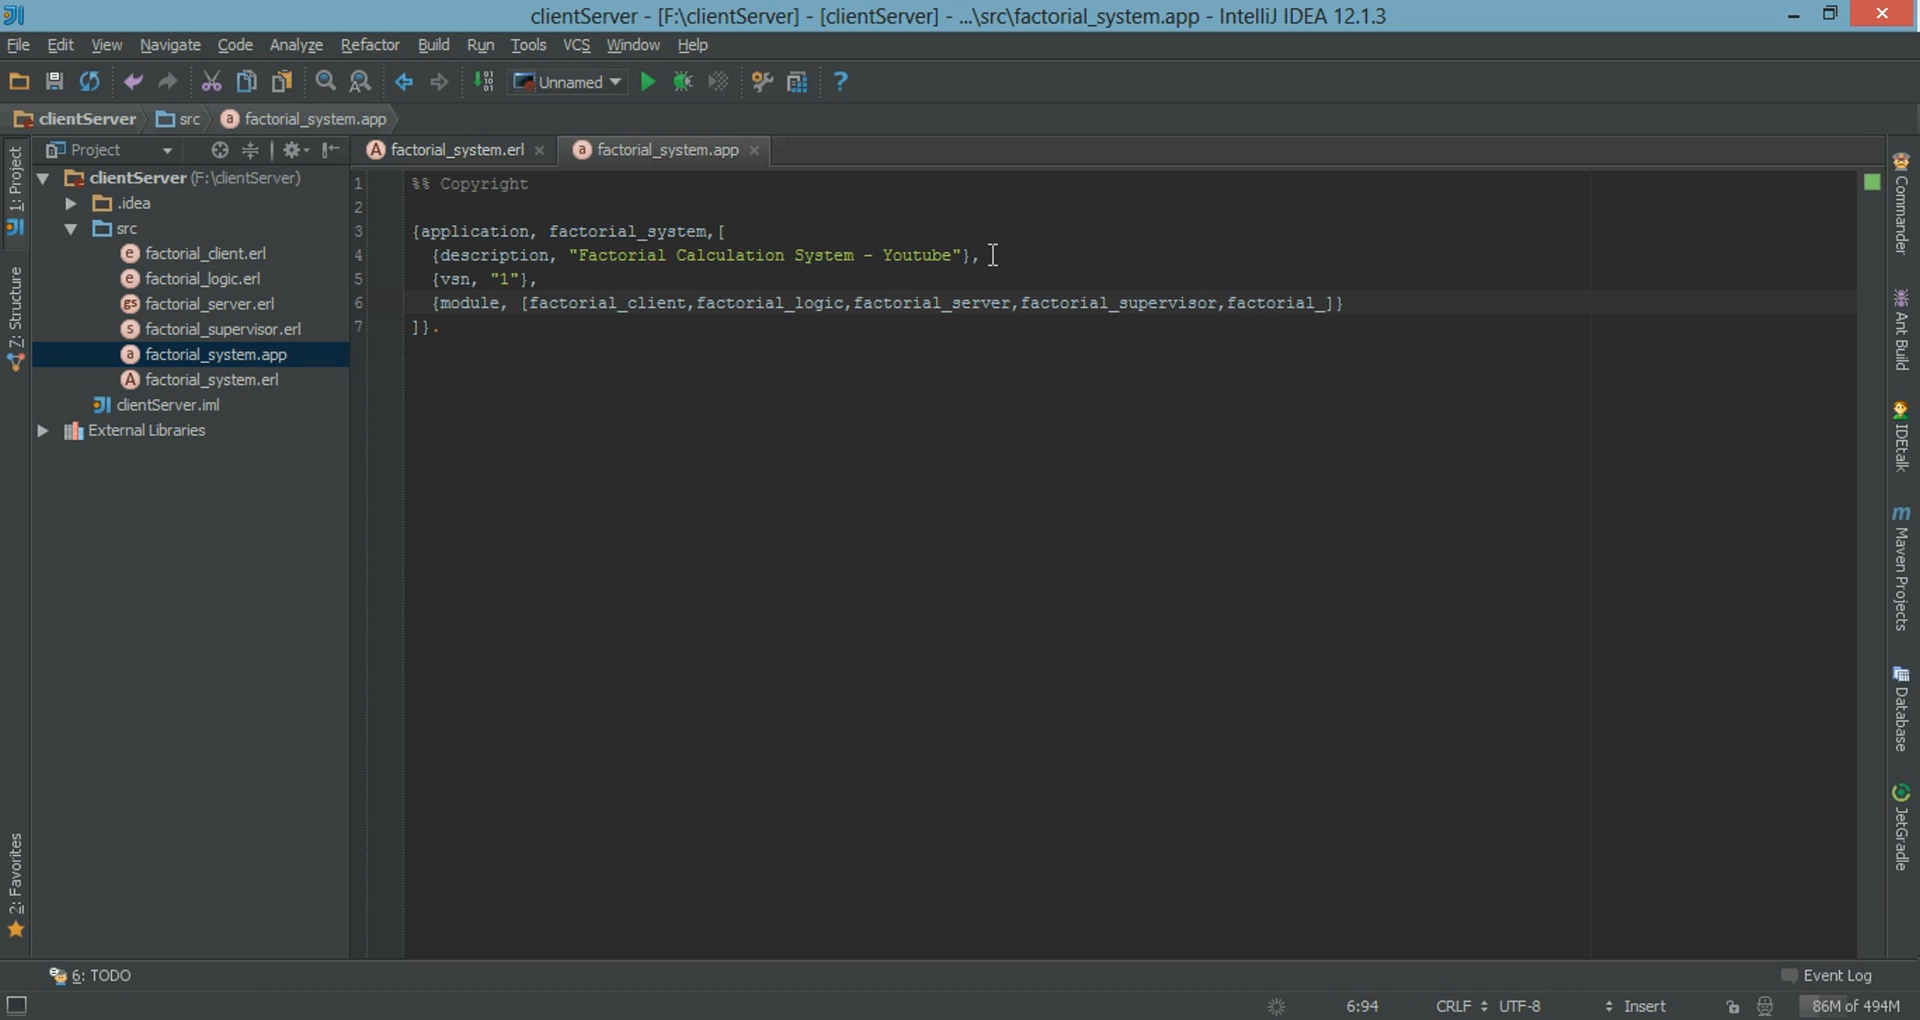 clientServer - [F:\clientServer] - [clientServer] - ...\src\factorial_system.app - IntelliJ IDEA 12.1.3
File Edit View Navigate Code Analyze Refactor Build Run Tools VCS Window Help
Unnamed
clientServer src factorial_system.app
Project
factorial_system.erl factorial_system.app
clientServer (F:\clientServer)
.idea
src
factorial_client.erl
factorial_logic.erl
factorial_server.erl
factorial_supervisor.erl
factorial_system.app
factorial_system.erl
clientServer.iml
External Libraries
1 %% Copyright
2
3 {application, factorial_system,[
4 {description, "Factorial Calculation System - Youtube"},
5 {vsn, "1"},
6 {module, [factorial_client,factorial_logic,factorial_server,factorial_supervisor,factorial_]}
7 ]}.
1: Project
7: Structure
2: Favorites
Commander
Ant Build
IDEtalk
Maven Projects
Database
JetGradle
6: TODO
Event Log
6:94 CRLF UTF-8 Insert 86M of 494M